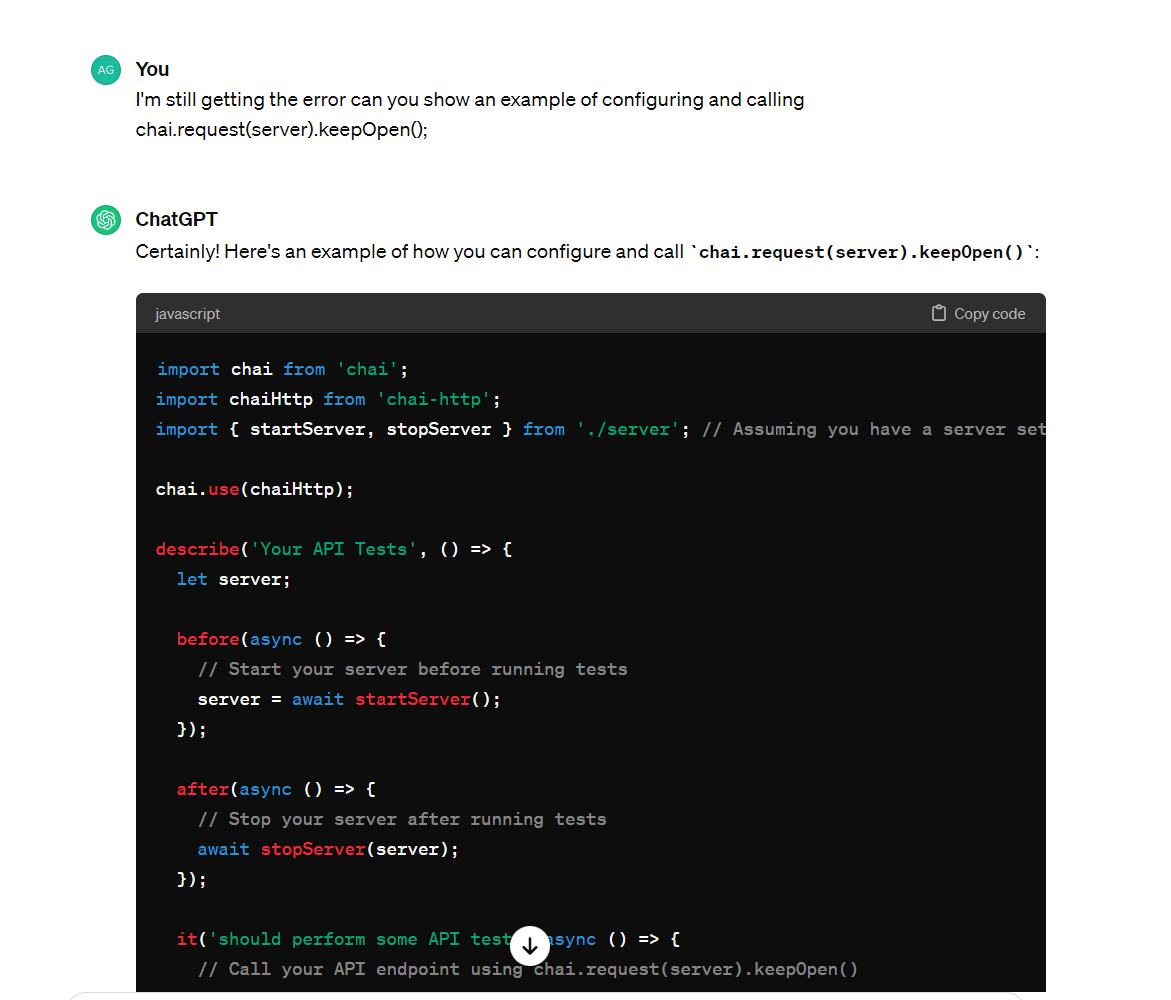 AG You
I'm still getting the error can you show an example of configuring and calling
chai.request(server).keepOpen();
ChatGPT
Certainly! Here's an example of how you can configure and call `chai.request(server).keepOpen()`:
javascript Copy code
import chai from 'chai';
import chaiHttp from 'chai-http';
import { startServer, stopServer } from './server'; // Assuming you have a server set
chai.use(chaiHttp);
describe('Your API Tests', () => {
let server;
before(async () => {
// Start your server before running tests
server = await startServer();
});
after(async () => {
// Stop your server after running tests
await stopServer(server);
});
it('should perform some API test async () => {
// Call your API endpoint using chai.request(server).keepOpen()